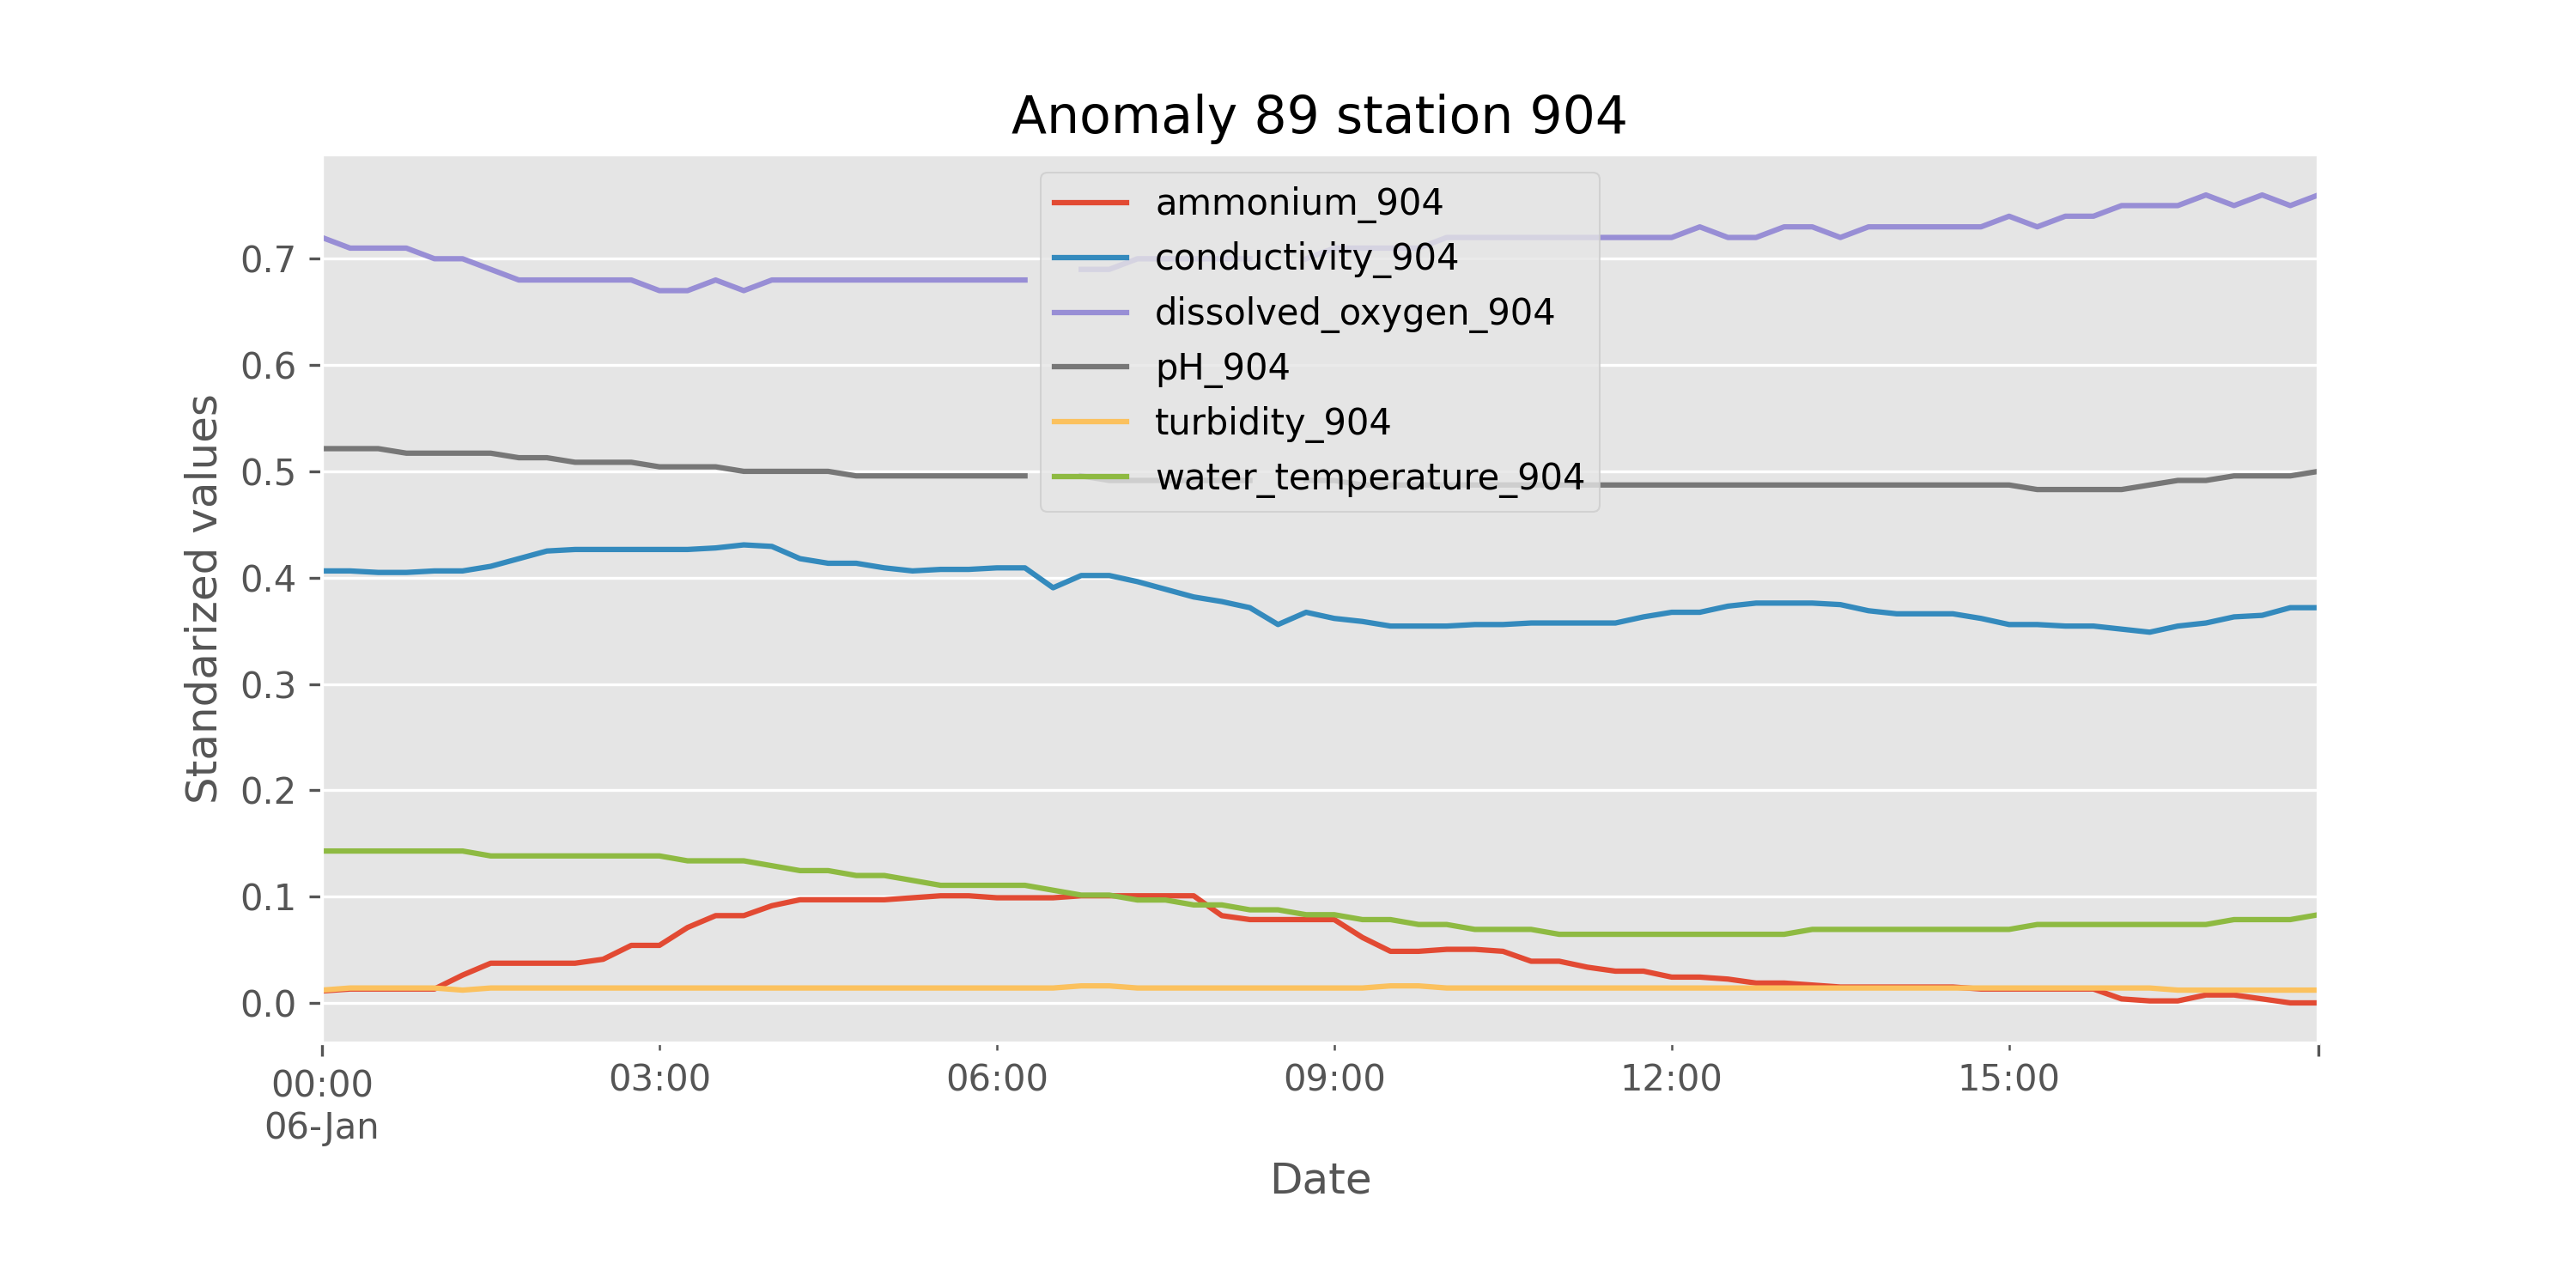 Anomaly 89 station 904
ammonium_904
conductivity_904
dissolved_oxygen_904
pH_904
turbidity_904
water_temperature_904
Standarized values
0.7
0.6
0.5
0.4
0.3
0.2
0.1
0.0
00:00
06-Jan
03:00
06:00
09:00
12:00
15:00
Date